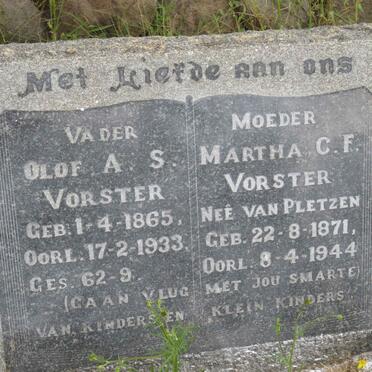 Met Liefde aan ons
VADER
OLOF A. S.
VORSTER
GEB. 1-4-1865.
OORL. 17-2-1933.
GES. 62-9.
(GAAN VLUG
VAN KINDERS EN
MOEDER
MARTHA C.F.
VORSTER
NEÊ VAN PLETZEN
GEB. 22-8-1871,
OORL. 8-4-1944
MET JOU SMARTE)
KLEIN KINDERS.